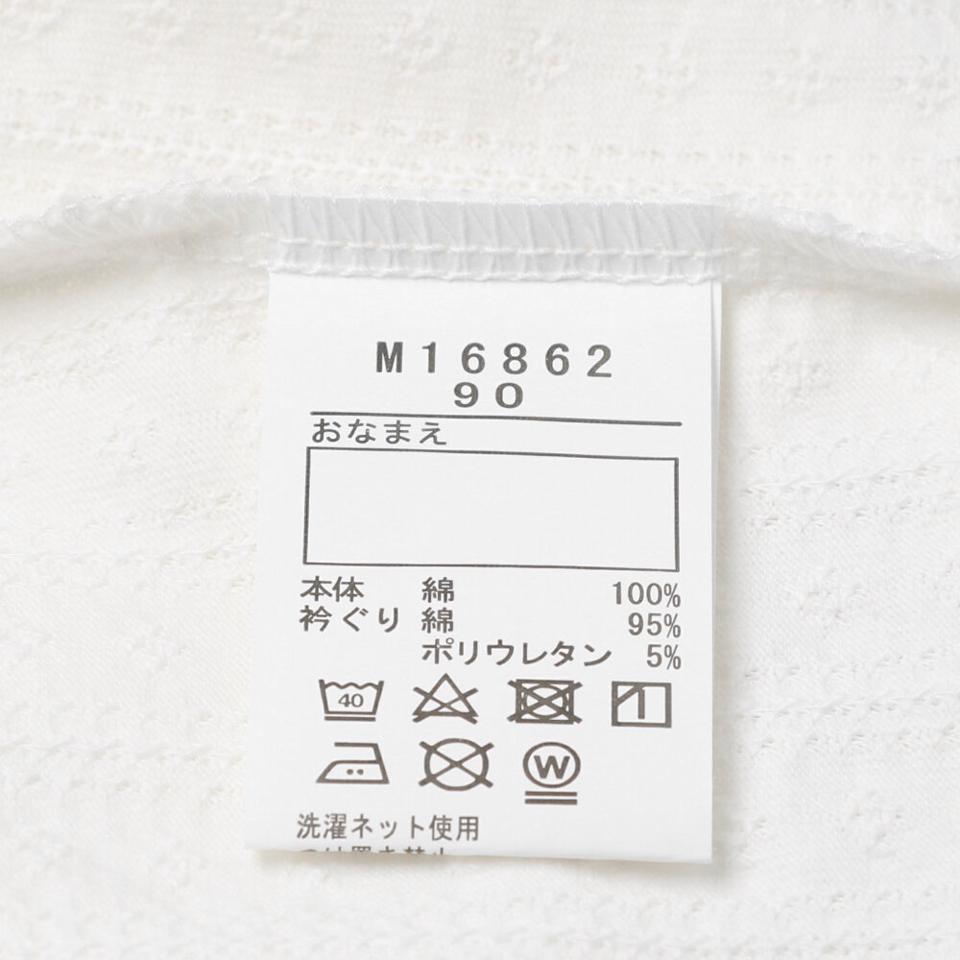 M16862
90
おなまえ
本体 綿 100%
衿ぐり 綿 95%
ポリウレタン 5%
40
W
洗濯ネット使用